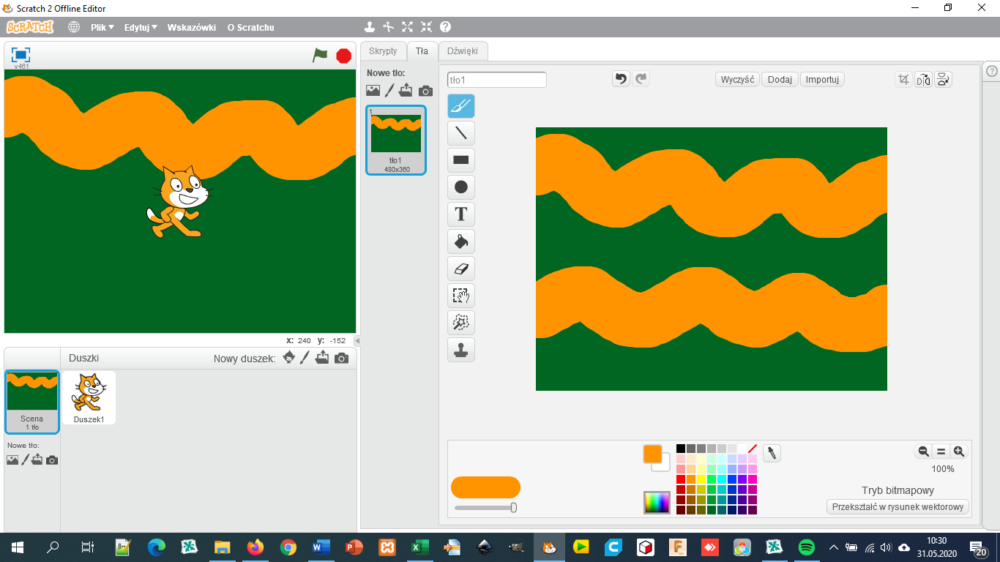 Scratch 2 Offline Editor
SCRATCH Plik Edytuj Wskazówki O Scratchu
v461
Skrypty Tła Dźwięki
Nowe tło:
1
tło1
480x360
tło1
Wyczyść Dodaj Importuj
T
x: 240 y: -152
Duszki Nowy duszek:
Scena
1 tło
Nowe tło:
Duszek1
100%
Tryb bitmapowy
Przekształć w rysunek wektorowy
10:30
31.05.2020
20